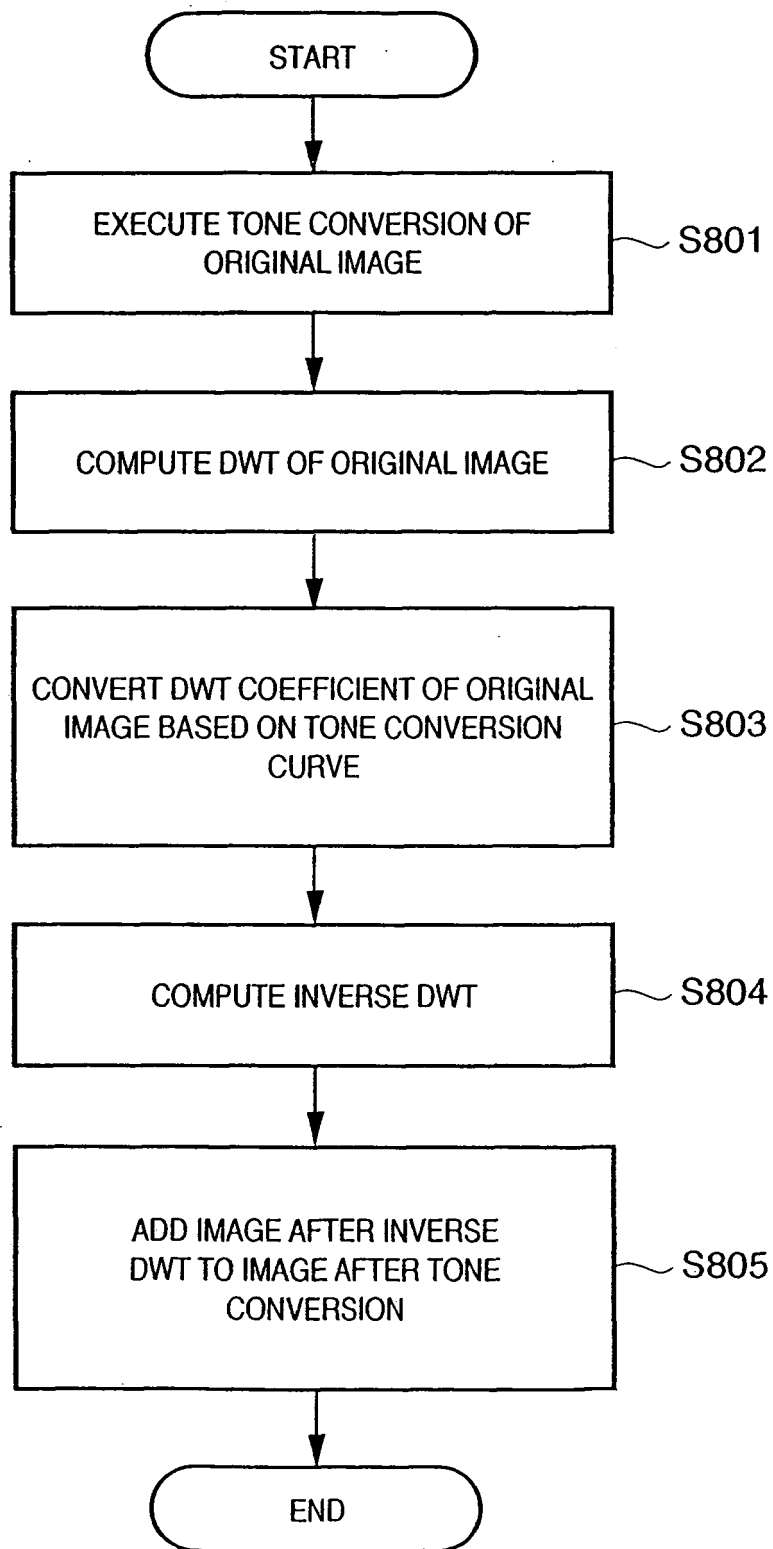 START
EXECUTE TONE CONVERSION OF
ORIGINAL IMAGE
S801
COMPUTE DWT OF ORIGINAL IMAGE
S802
CONVERT DWT COEFFICIENT OF ORIGINAL
IMAGE BASED ON TONE CONVERSION
CURVE
S803
COMPUTE INVERSE DWT
S804
ADD IMAGE AFTER INVERSE
DWT TO IMAGE AFTER TONE
CONVERSION
S805
END